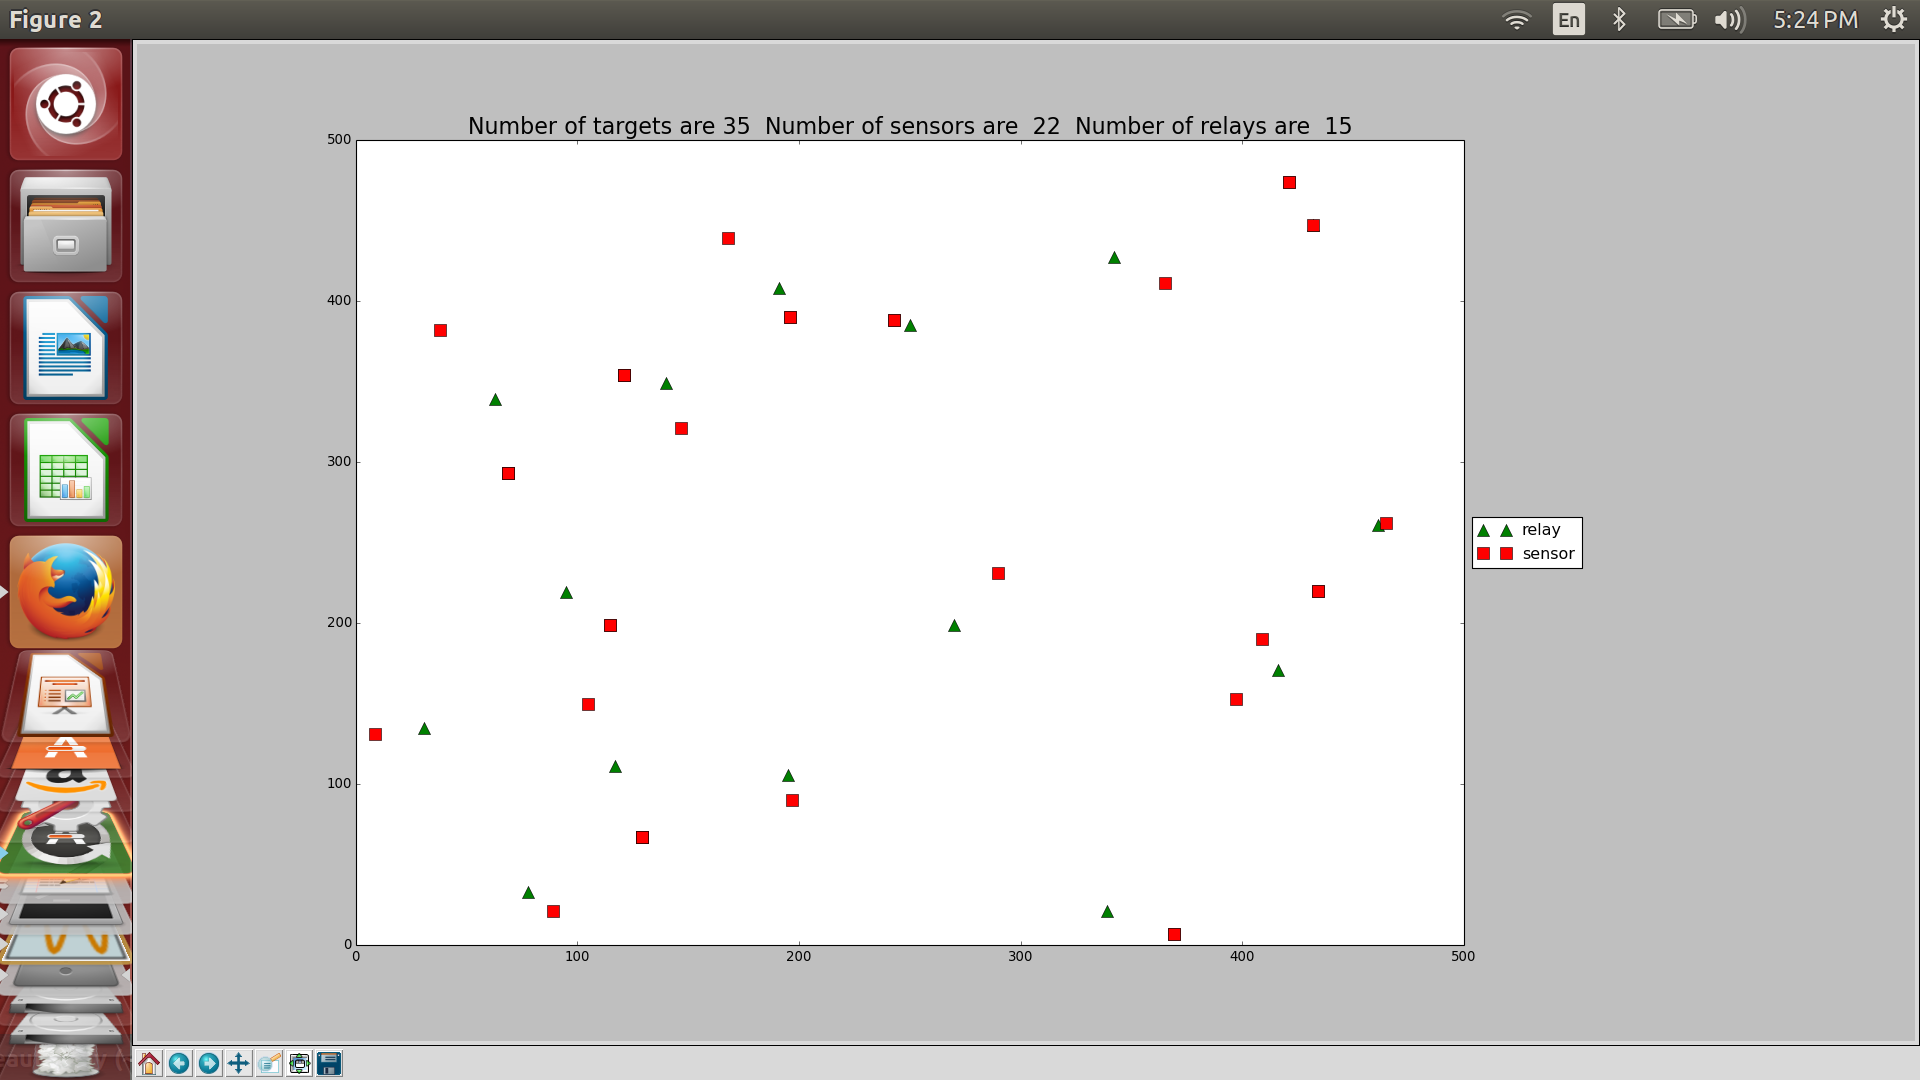 Figure 2
En
5:24 PM
Number of targets are 35  Number of sensors are  22  Number of relays are  15
500
400
300
200
100
0
0 100 200 300 400 500
relay
sensor